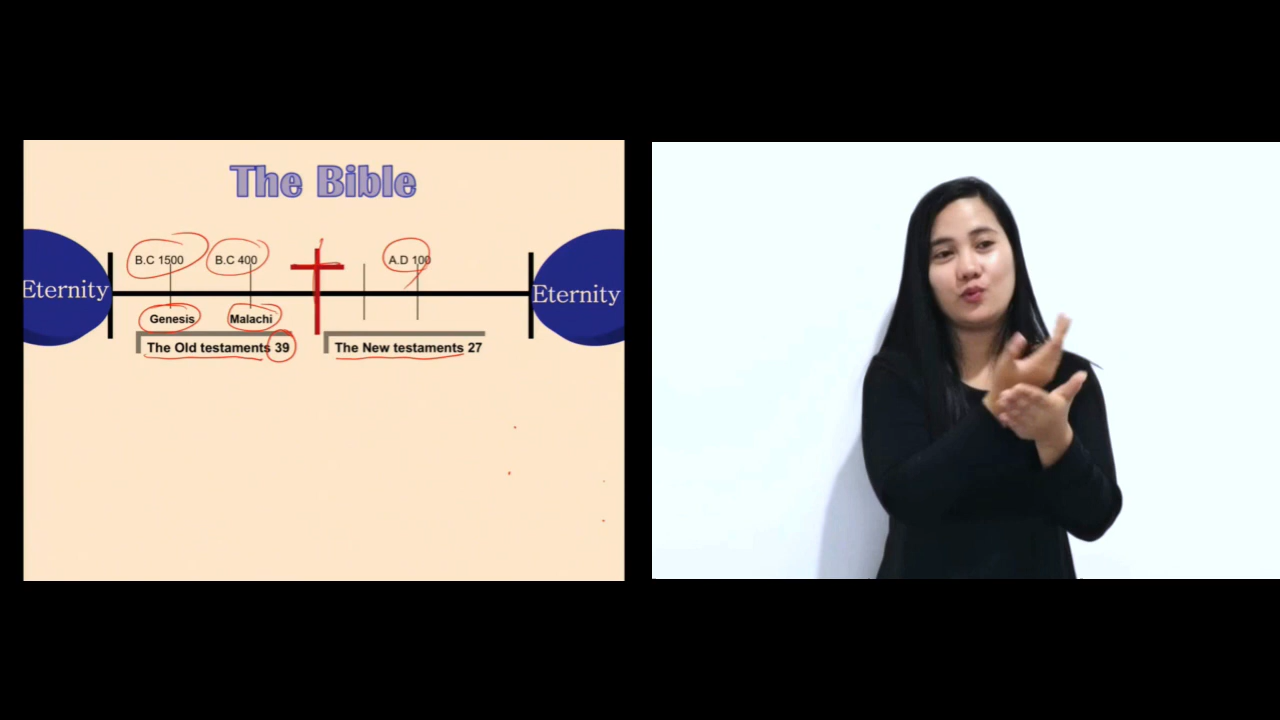 The Bible
B.C 1500 B.C 400 A.D 100
Eternity Eternity
Genesis Malachi
The Old testaments 39 The New testaments 27